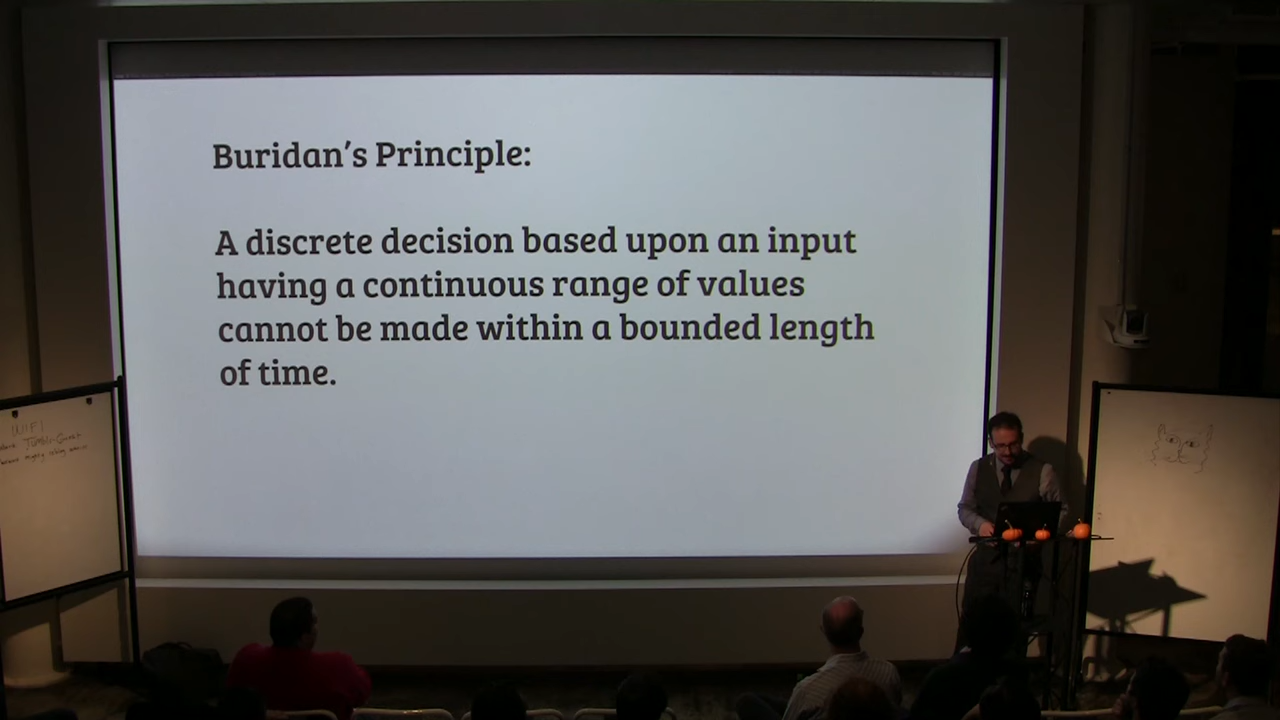 Buridan's Principle:
A discrete decision based upon an input
having a continuous range of values
cannot be made within a bounded length
of time.
WIFI